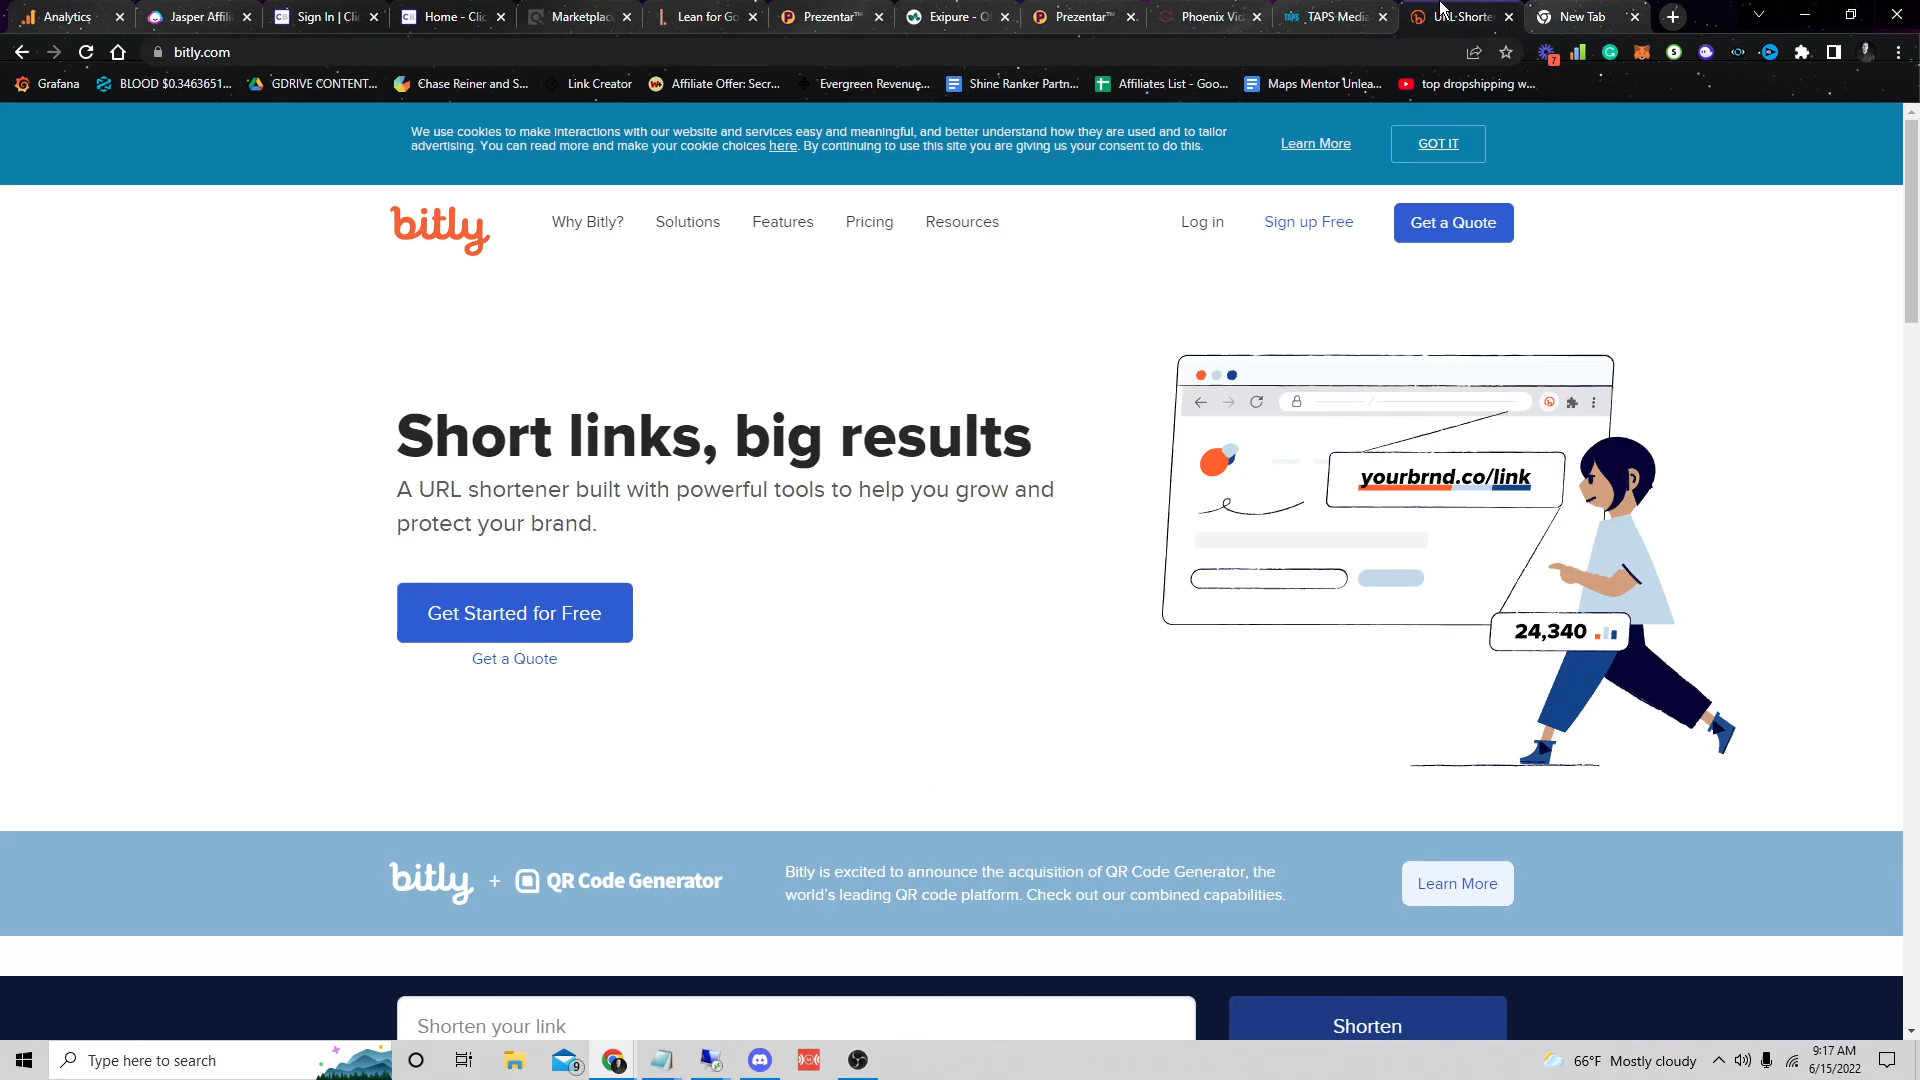 Analytics
Jasper Affili
Sign In | Clic
Home - Clic
Marketplac
Lean for Go
Prezentar™
Exipure - O
Prezentar™
Phoenix Vid
TAPS Media
URL Shorte
New Tab
bitly.com
7
Grafana
BLOOD $0.3463651...
GDRIVE CONTENT...
Chase Reiner and S...
Link Creator
Affiliate Offer: Secr...
Evergreen Revenue,...
Shine Ranker Partn...
Affiliates List - Goo...
Maps Mentor Unlea...
top dropshipping w...
We use cookies to make interactions with our website and services easy and meaningful, and better understand how they are used and to tailor
advertising. You can read more and make your cookie choices here. By continuing to use this site you are giving us your consent to do this.
Learn More
GOT IT
bitly
Why Bitly?
Solutions
Features
Pricing
Resources
Log in
Sign up Free
Get a Quote
Short links, big results
A URL shortener built with powerful tools to help you grow and
protect your brand.
Get Started for Free
Get a Quote
yourbrnd.co/link
24,340
bitly + QR Code Generator
Bitly is excited to announce the acquisition of QR Code Generator, the
world's leading QR code platform. Check out our combined capabilities.
Learn More
Shorten your link
Shorten
Type here to search
9
66°F Mostly cloudy
9:17 AM
6/15/2022